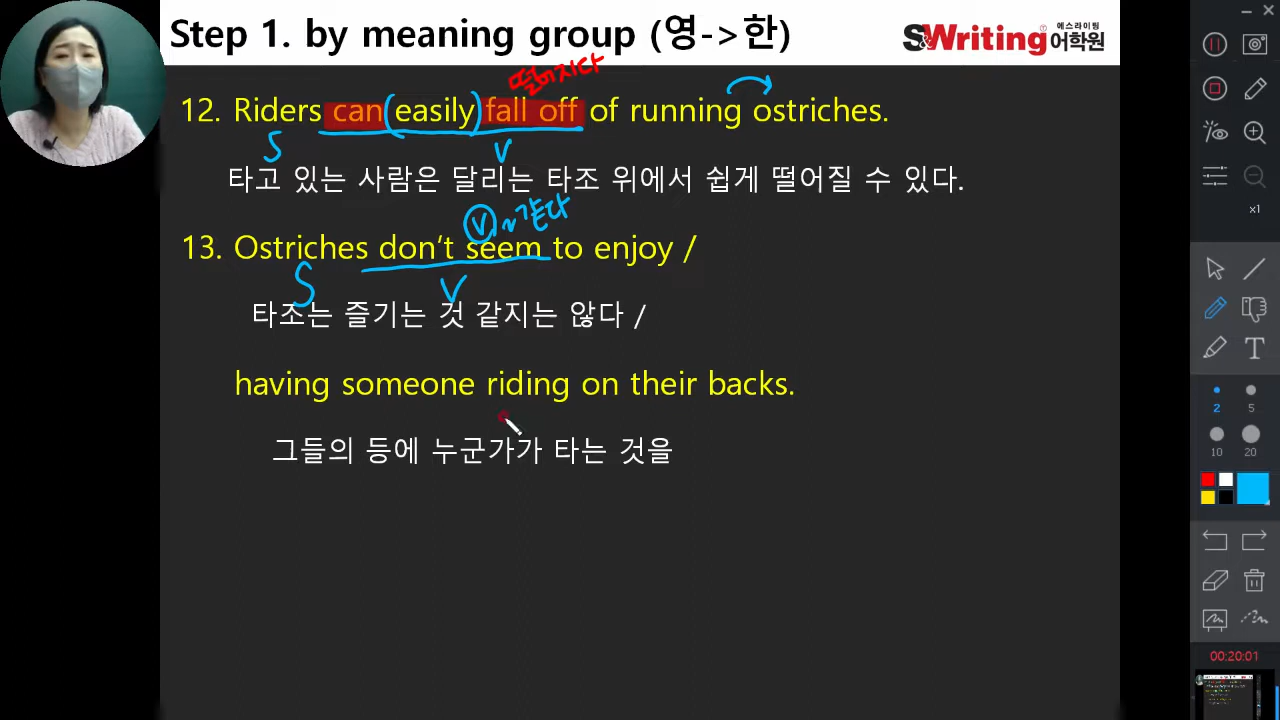 Step 1. by meaning group (영->한)
에스라이팅
S&Writing어학원
떨어지다
12. Riders can (easily) fall off of running ostriches.
S V
타고 있는 사람은 달리는 타조 위에서 쉽게 떨어질 수 있다.
V ~같다
13. Ostriches don't seem to enjoy /
S V
타조는 즐기는 것 같지는 않다 /
having someone riding on their backs.
그들의 등에 누군가가 타는 것을
x1
T
2 5
10 20
00:20:01